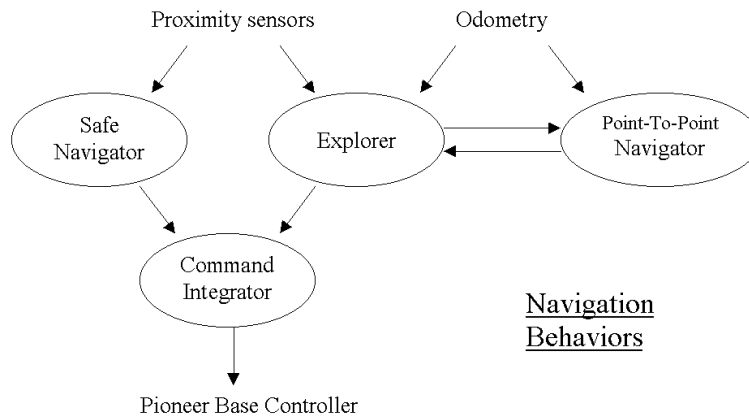 Proximity sensors
Odometry
Safe
Navigator
Explorer
Point-To-Point
Navigator
Command
Integrator
Navigation
Behaviors
Pioneer Base Controller